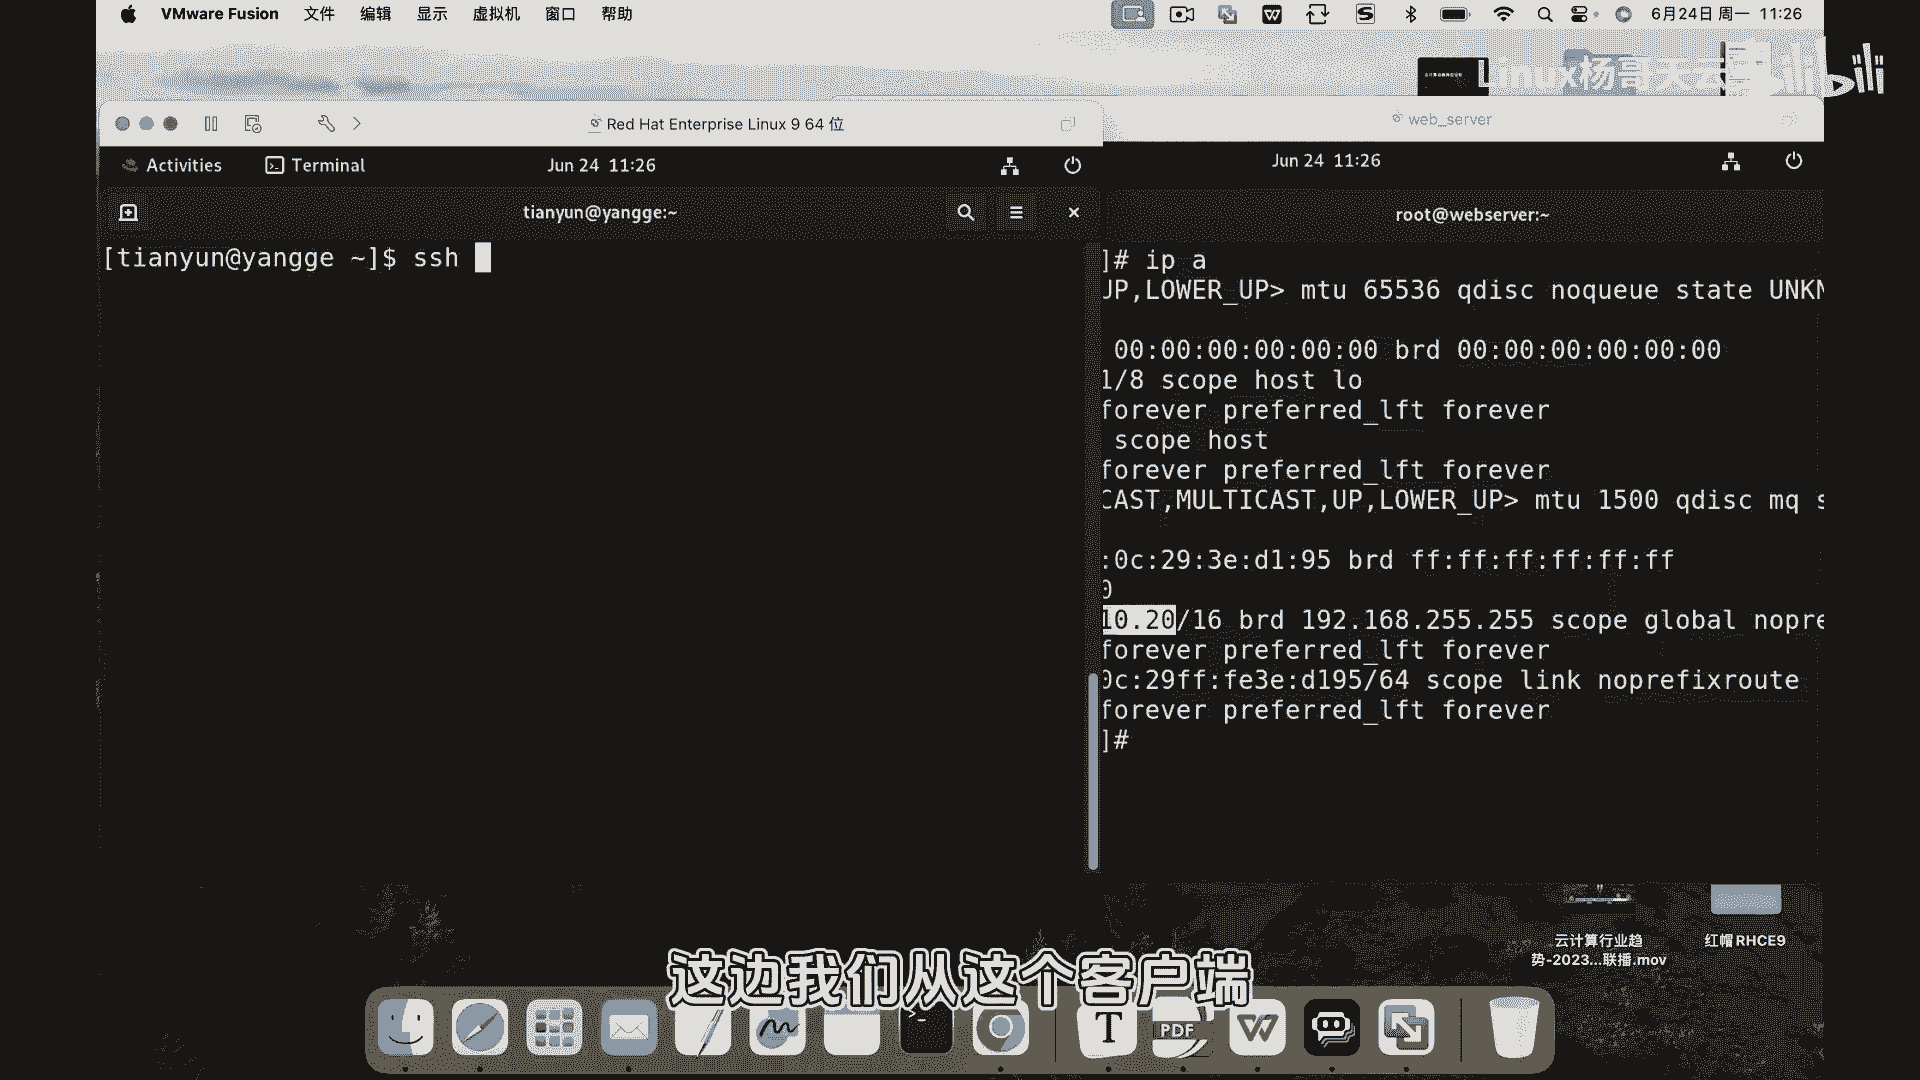 VMware Fusion 文件 编辑 显示 虚拟机 窗口 帮助 6月24日 周一 11:26
Linux杨哥天云 bilibili
Red Hat Enterprise Linux 9 64 位
web_server
Activities Terminal Jun 24 11:26
Jun 24 11:26
tianyun@yangge:~
root@webserver:~
[tianyun@yangge ~]$ ssh
]# ip a
UP,LOWER_UP> mtu 65536 qdisc noqueue state UNKN
00:00:00:00:00:00 brd 00:00:00:00:00:00
1/8 scope host lo
forever preferred_lft forever
scope host
forever preferred_lft forever
CAST,MULTICAST,UP,LOWER_UP> mtu 1500 qdisc mq s
:0c:29:3e:d1:95 brd ff:ff:ff:ff:ff:ff
0
10.20/16 brd 192.168.255.255 scope global nopre
forever preferred_lft forever
0c:29ff:fe3e:d195/64 scope link noprefixroute
forever preferred_lft forever
]#
云计算行业趋
势-2023...联播.mov
红帽RHCE9
这边我们从这个客户端
T
PDF